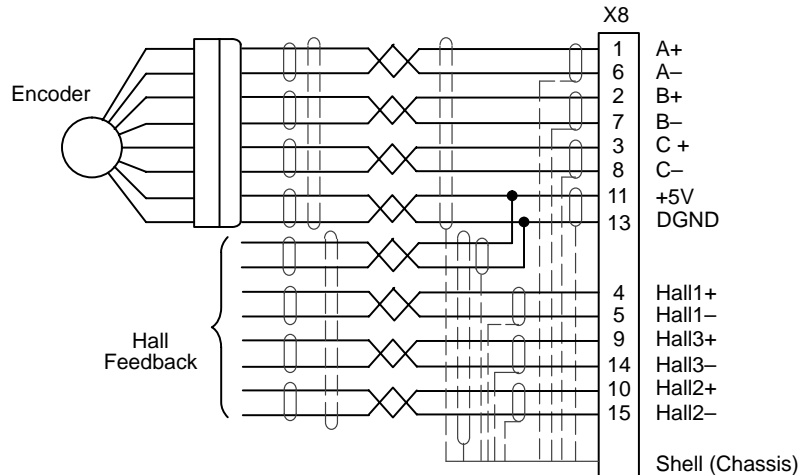 X8
Encoder
1 A+
6 A–
2 B+
7 B–
3 C +
8 C–
11 +5V
13 DGND
4 Hall1+
5 Hall1–
9 Hall3+
14 Hall3–
10 Hall2+
15 Hall2–
Hall
Feedback
Shell (Chassis)